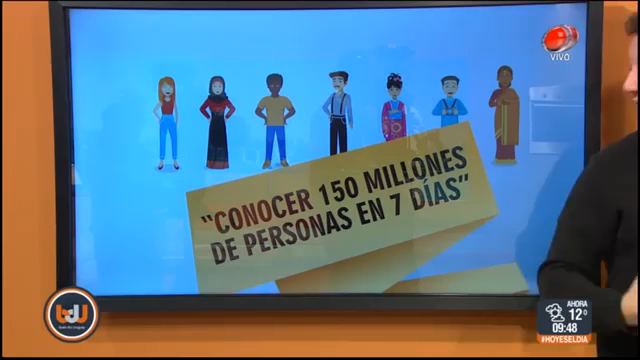 VIVO
“CONOCER 150 MILLONES
DE PERSONAS EN 7 DÍAS”
AHORA
12°
09:48
#HOYESELDIA